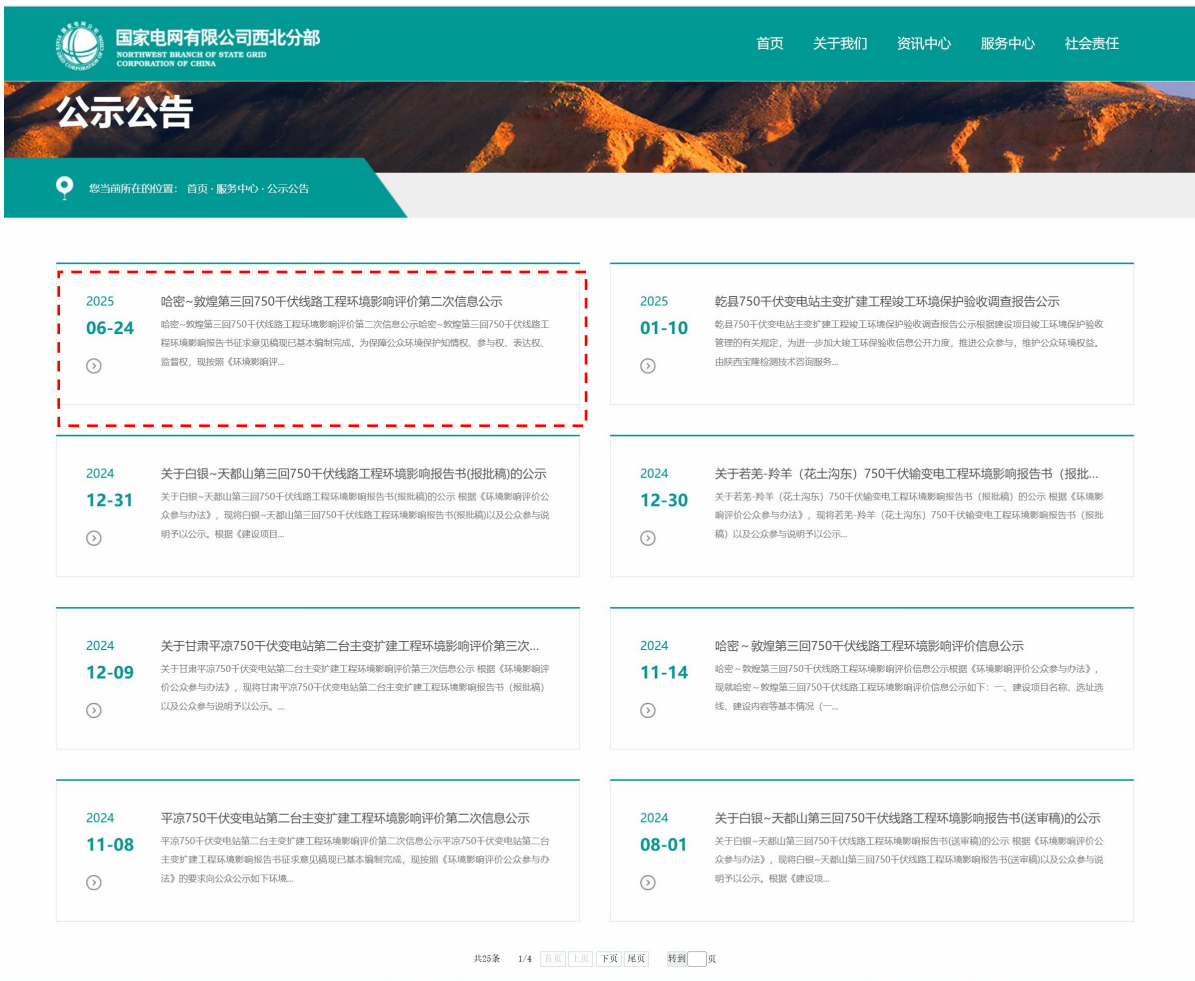 国家电网有限公司西北分部
NORTHWEST BRANCH OF STATE GRID
CORPORATION OF CHINA
首页 关于我们 资讯中心 服务中心 社会责任
公示公告
您当前所在的位置： 首页 · 服务中心 · 公示公告
2025
06-24
哈密~敦煌第三回750千伏线路工程环境影响评价第二次信息公示
哈密~敦煌第三回750千伏线路工程环境影响评价第二次信息公示哈密~敦煌第三回750千伏线路工
程环境影响报告书征求意见稿现已基本编制完成，为保障公众环境保护知情权、参与权、表达权、
监督权，现按照《环境影响评...
2025
01-10
乾县750千伏变电站主变扩建工程竣工环境保护验收调查报告公示
乾县750千伏变电站主变扩建工程竣工环境保护验收调查报告公示根据建设项目竣工环境保护验收
管理的有关规定，为进一步加大竣工环保验收信息公开力度，推进公众参与，维护公众环境权益。
由陕西宝隆检测技术咨询服务...
2024
12-31
关于白银~天都山第三回750千伏线路工程环境影响报告书(报批稿)的公示
关于白银~天都山第三回750千伏线路工程环境影响报告书(报批稿)的公示 根据《环境影响评价公
众参与办法》，现将白银~天都山第三回750千伏线路工程环境影响报告书(报批稿)以及公众参与说
明予以公示。根据《建设项目...
2024
12-30
关于若羌-羚羊（花土沟东）750千伏输变电工程环境影响报告书（报批...
关于若羌-羚羊（花土沟东）750千伏输变电工程环境影响报告书（报批稿）的公示 根据《环境影
响评价公众参与办法》，现将若羌-羚羊（花土沟东）750千伏输变电工程环境影响报告书（报批
稿）以及公众参与说明予以公示...
2024
12-09
关于甘肃平凉750千伏变电站第二台主变扩建工程环境影响评价第三次...
关于甘肃平凉750千伏变电站第二台主变扩建工程环境影响评价第三次信息公示 根据《环境影响评
价公众参与办法》，现将甘肃平凉750千伏变电站第二台主变扩建工程环境影响报告书（报批稿）
以及公众参与说明予以公示。...
2024
11-14
哈密～敦煌第三回750千伏线路工程环境影响评价信息公示
哈密～敦煌第三回750千伏线路工程环境影响评价信息公示根据《环境影响评价公众参与办法》，
现就哈密～敦煌第三回750千伏线路工程环境影响评价信息公示如下：一、建设项目名称、选址选
线、建设内容等基本情况（一...
2024
11-08
平凉750千伏变电站第二台主变扩建工程环境影响评价第二次信息公示
平凉750千伏变电站第二台主变扩建工程环境影响评价第二次信息公示平凉750千伏变电站第二台
主变扩建工程环境影响报告书征求意见稿现已基本编制完成，现按照《环境影响评价公众参与办
法》的要求向公众公示如下环境...
2024
08-01
关于白银~天都山第三回750千伏线路工程环境影响报告书(送审稿)的公示
关于白银~天都山第三回750千伏线路工程环境影响报告书(送审稿)的公示 根据《环境影响评价公
众参与办法》，现将白银~天都山第三回750千伏线路工程环境影响报告书(送审稿)以及公众参与说
明予以公示。根据《建设项...
共25条 1/4 首页 上页 下页 尾页 转到 页